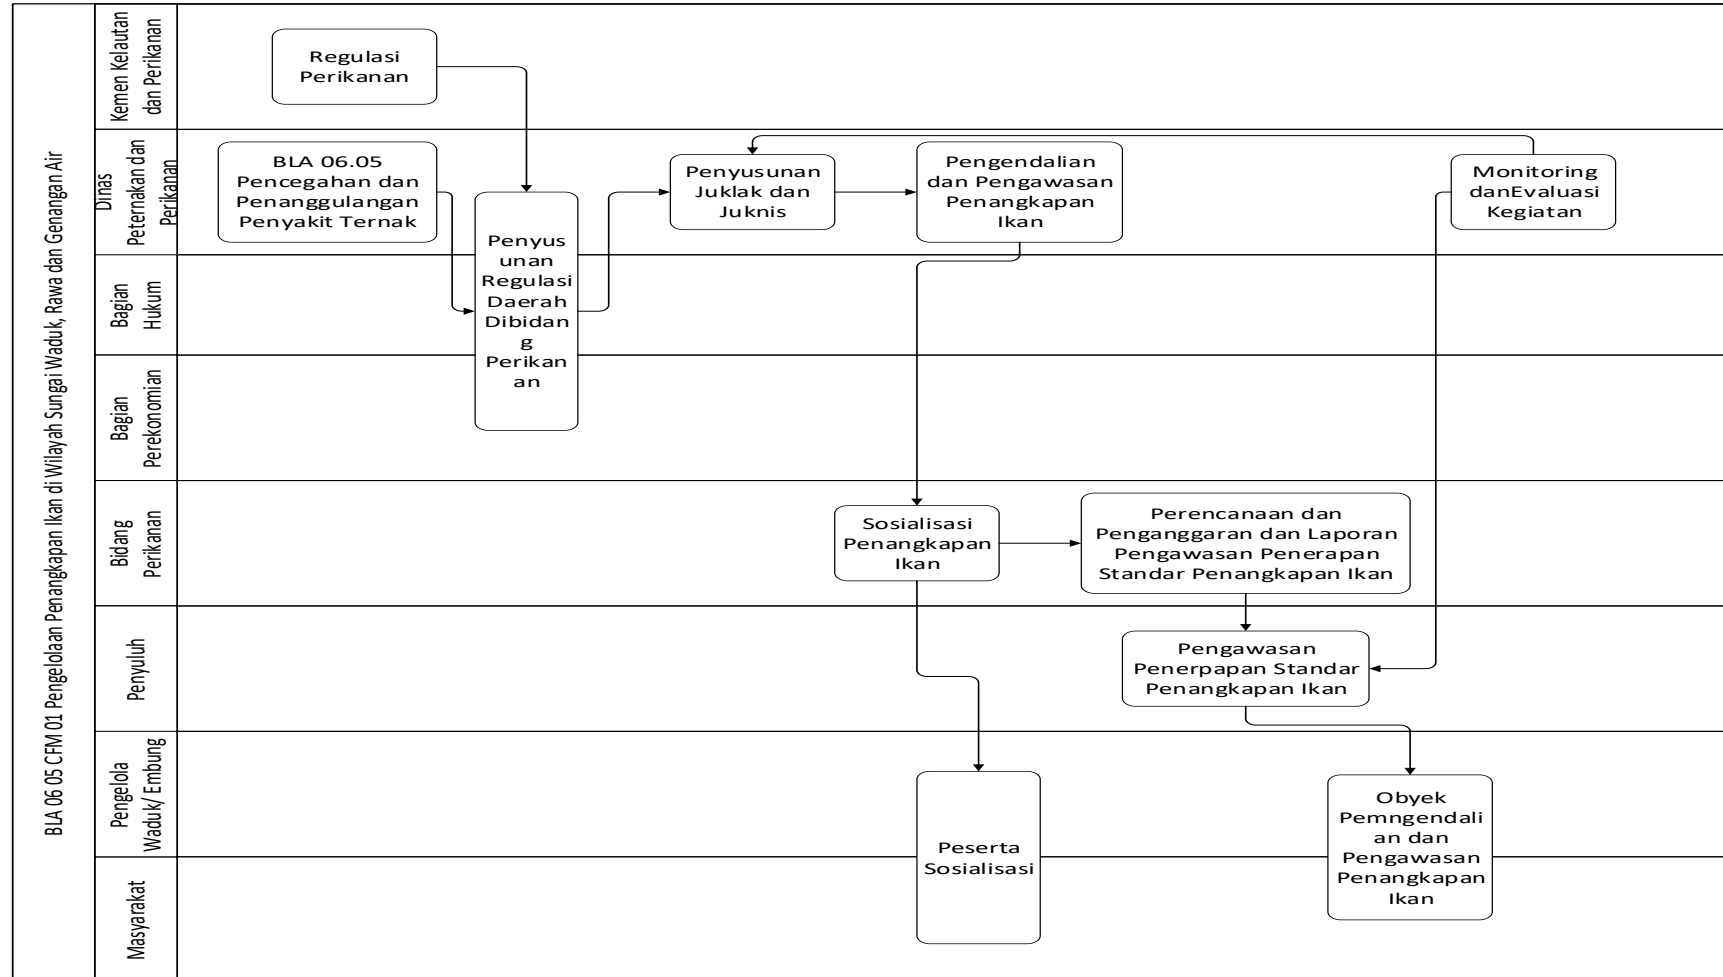 BLA 06 05 CFM 01 Pengelolaan Penangkapan Ikan di Wilayah Sungai Waduk, Rawa dan Genangan Air
Kemen Kelautan
dan Perikanan
Regulasi
Perikanan
Dinas
Peternakan dan
Perikanan
BLA 06.05
Pencegahan dan
Penanggulangan
Penyakit Ternak
Penyus
unan
Regulasi
Daerah
Dibidan
g
Perikan
an
Penyusunan
Juklak dan
Juknis
Pengendalian
dan Pengawasan
Penangkapan
Ikan
Monitoring
danEvaluasi
Kegiatan
Bagian
Hukum
Bagian
Perekonomian
Bidang
Perikanan
Sosialisasi
Penangkapan
Ikan
Perencanaan dan
Penganggaran dan Laporan
Pengawasan Penerapan
Standar Penangkapan Ikan
Penyuluh
Pengawasan
Penerpapan Standar
Penangkapan Ikan
Pengelola
Waduk/ Embung
Peserta
Sosialisasi
Obyek
Pemngendali
an dan
Pengawasan
Penangkapan
Ikan
Masyarakat